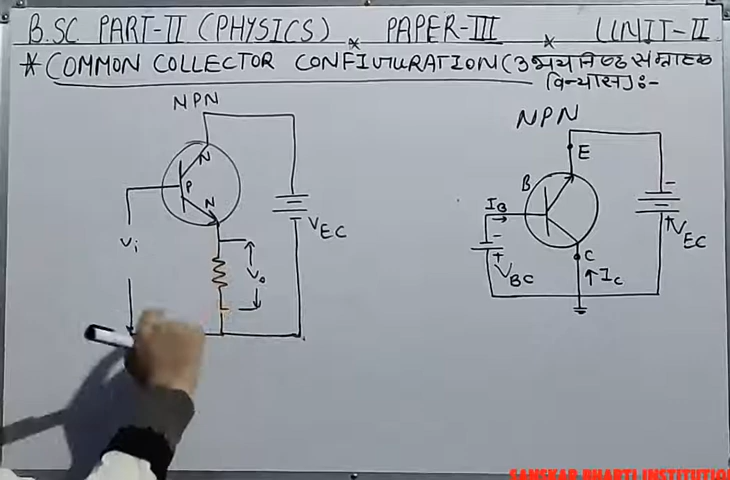 B.SC PART-II (PHYSICS) * PAPER-III * UNIT-II
* COMMON COLLECTOR CONFIGURATION (उभयनिष्ठ संग्राहक
विन्यास) :-
NPN
N
P
N
Vi
Vo
VEC
NPN
E
B
IB
-
+
VBC
C
↑ IC
-
+
VEC
SANSKAR BHARTI INSTITUTION